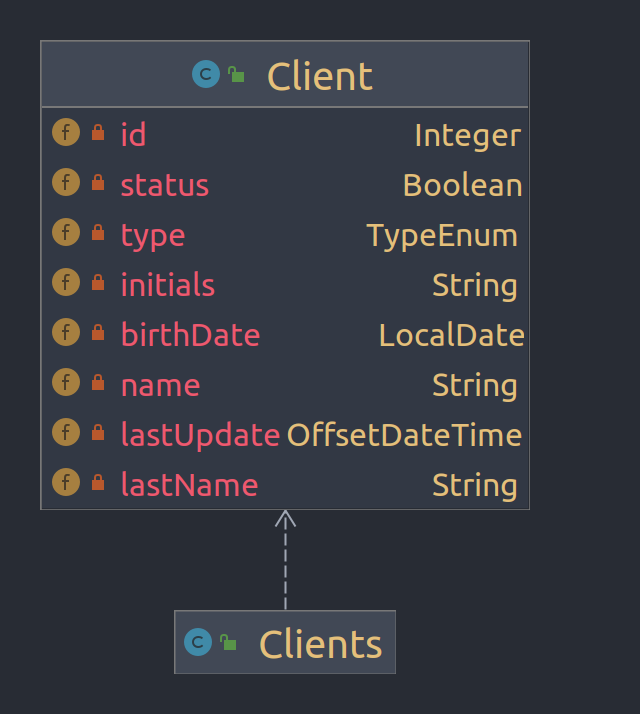 C Client
f id Integer
f status Boolean
f type TypeEnum
f initials String
f birthDate LocalDate
f name String
f lastUpdate OffsetDateTime
f lastName String
C Clients